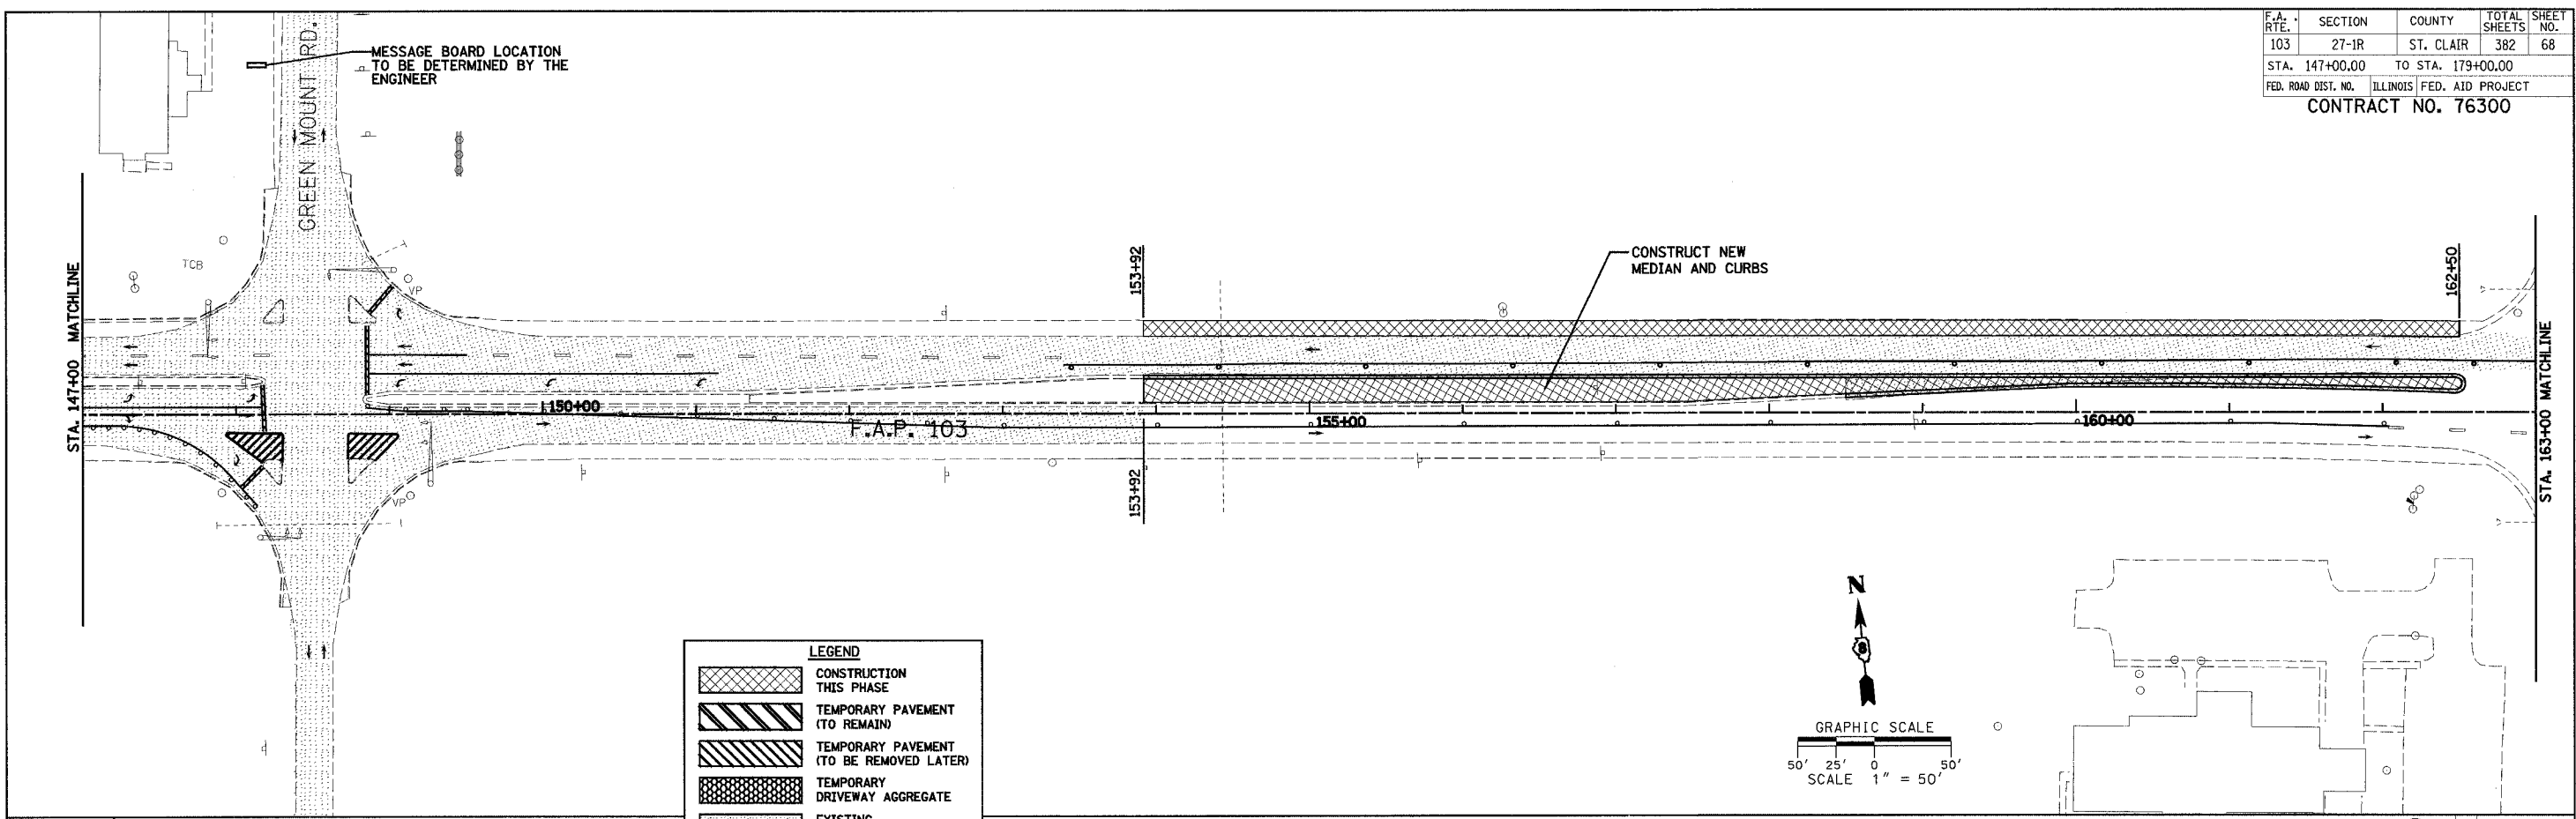 F.A. RTE. SECTION COUNTY TOTAL SHEETS SHEET NO.
103 27-1R ST. CLAIR 382 68
STA. 147+00.00 TO STA. 179+00.00
FED. ROAD DIST. NO. ILLINOIS FED. AID PROJECT
CONTRACT NO. 76300
MESSAGE BOARD LOCATION
TO BE DETERMINED BY THE
ENGINEER
GREEN MOUNT RD.
TCB
VP
STA. 147+00 MATCHLINE
153+92
CONSTRUCT NEW
MEDIAN AND CURBS
162+50
STA. 163+00 MATCHLINE
150+00
F.A.P. 103
155+00
160+00
153+92
VP
N
8
GRAPHIC SCALE
50' 25' 0 50'
SCALE 1" = 50'
LEGEND
CONSTRUCTION
THIS PHASE
TEMPORARY PAVEMENT
(TO REMAIN)
TEMPORARY PAVEMENT
(TO BE REMOVED LATER)
TEMPORARY
DRIVEWAY AGGREGATE
EXISTING